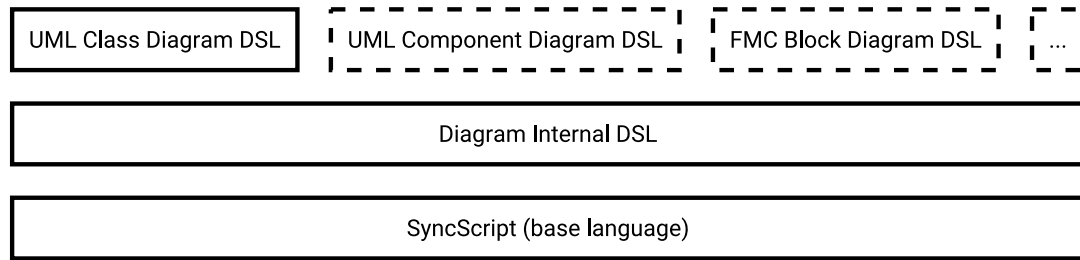 UML Class Diagram DSL
UML Component Diagram DSL
FMC Block Diagram DSL
...
Diagram Internal DSL
SyncScript (base language)